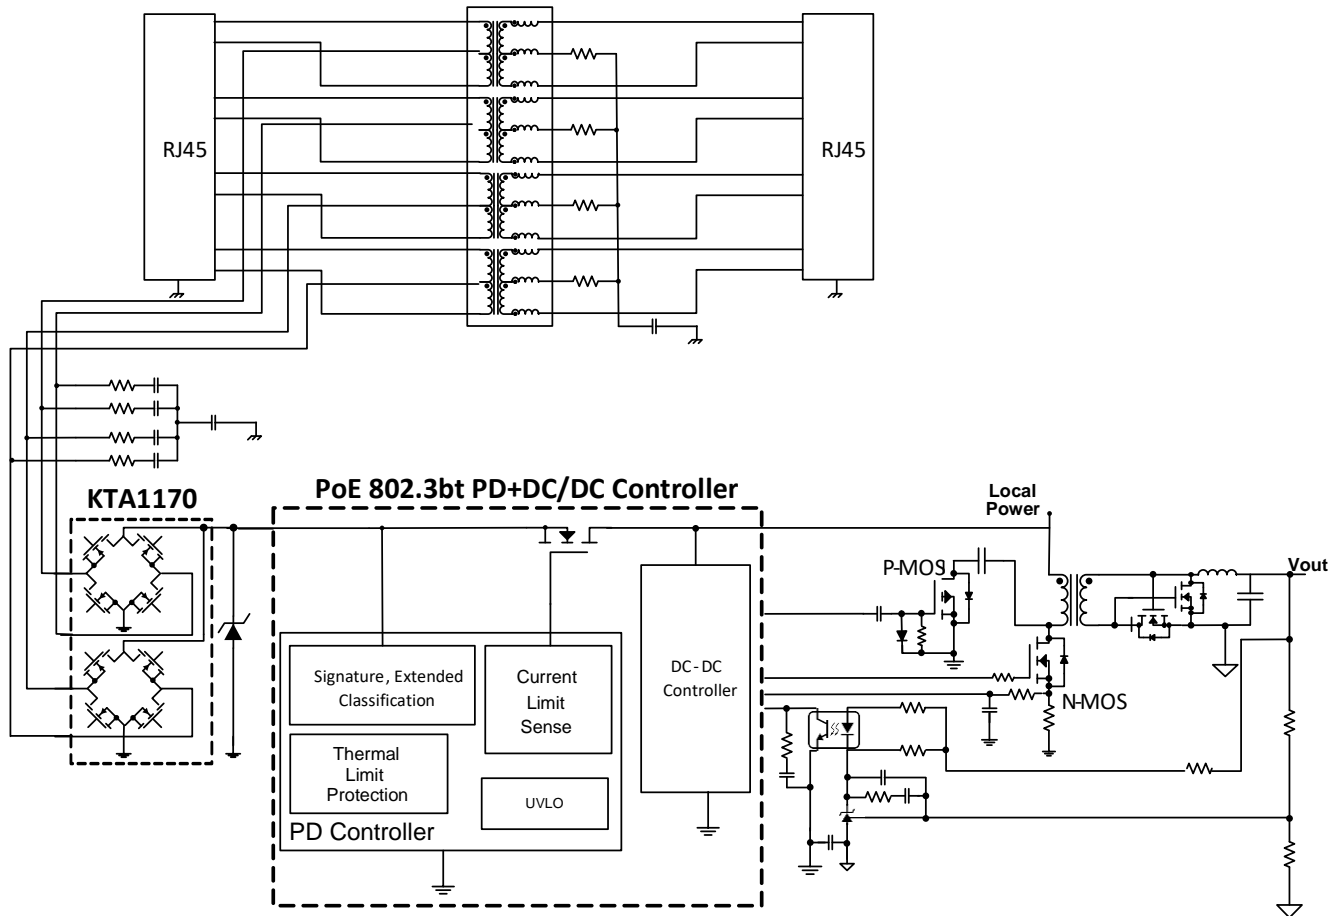 RJ45
RJ45
KTA1170
PoE 802.3bt PD+DC/DC Controller
Local
Power
P-MOS
Vout
Signature, Extended
Classification
Current
Limit
Sense
DC-DC
Controller
N-MOS
Thermal
Limit
Protection
UVLO
PD Controller